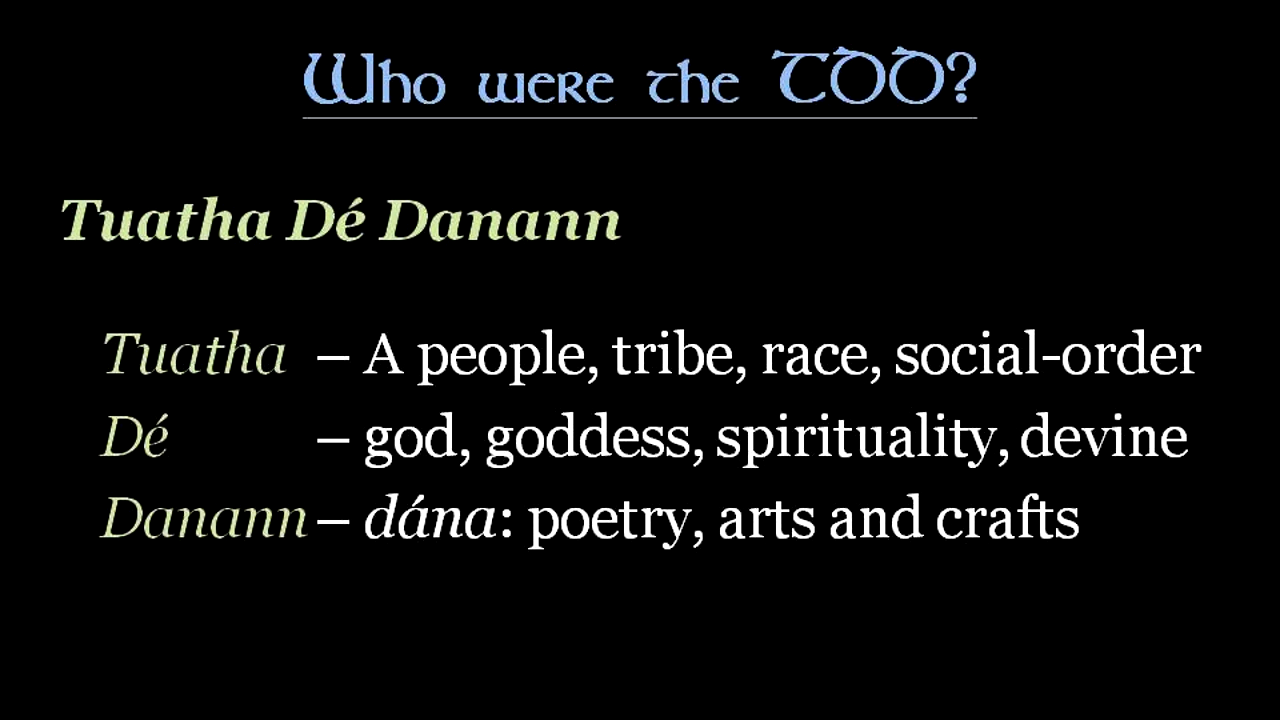 Who were the TDD?
Tuatha Dé Danann
Tuatha – A people, tribe, race, social-order
Dé – god, goddess, spirituality, devine
Danann – dána: poetry, arts and crafts